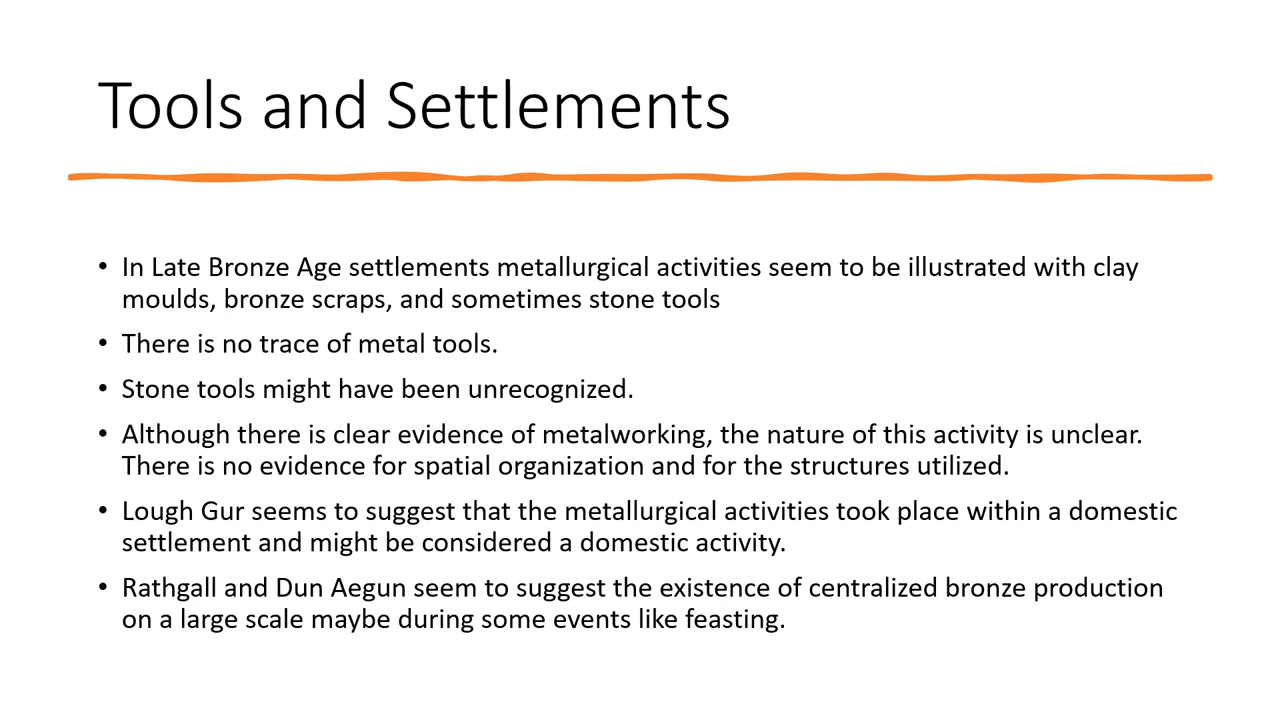 Tools and Settlements
• In Late Bronze Age settlements metallurgical activities seem to be illustrated with clay
moulds, bronze scraps, and sometimes stone tools
• There is no trace of metal tools.
• Stone tools might have been unrecognized.
• Although there is clear evidence of metalworking, the nature of this activity is unclear.
There is no evidence for spatial organization and for the structures utilized.
• Lough Gur seems to suggest that the metallurgical activities took place within a domestic
settlement and might be considered a domestic activity.
• Rathgall and Dun Aegun seem to suggest the existence of centralized bronze production
on a large scale maybe during some events like feasting.